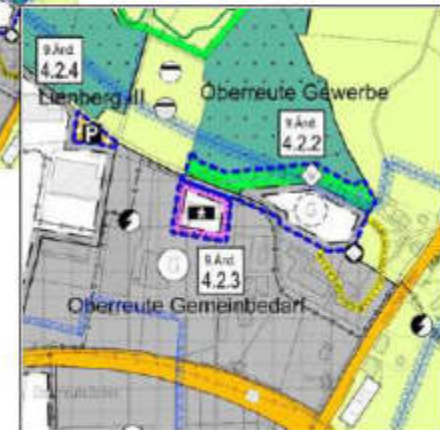 9.Änd.
4.2.4
Lienberg III
Oberreute Gewerbe
9.Änd.
4.2.2
P
G
9.Änd.
4.2.3
G
Oberreute Gemeinbedarf